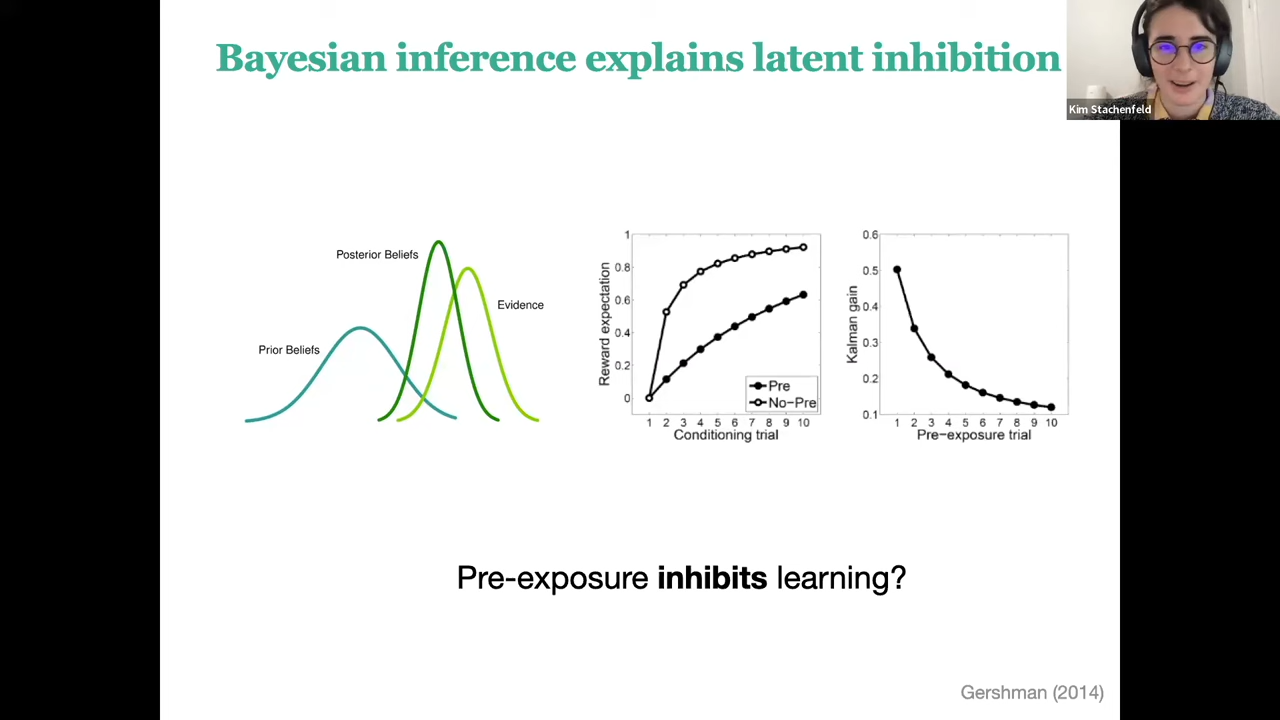 Bayesian inference explains latent inhibition
Kim Stachenfeld
Posterior Beliefs
Evidence
Prior Beliefs
1
0.8
0.6
0.4
0.2
0
Reward expectation
Pre
No-Pre
1 2 3 4 5 6 7 8 9 10
Conditioning trial
0.6
0.5
0.4
0.3
0.2
0.1
Kalman gain
1 2 3 4 5 6 7 8 9 10
Pre-exposure trial
Pre-exposure inhibits learning?
Gershman (2014)